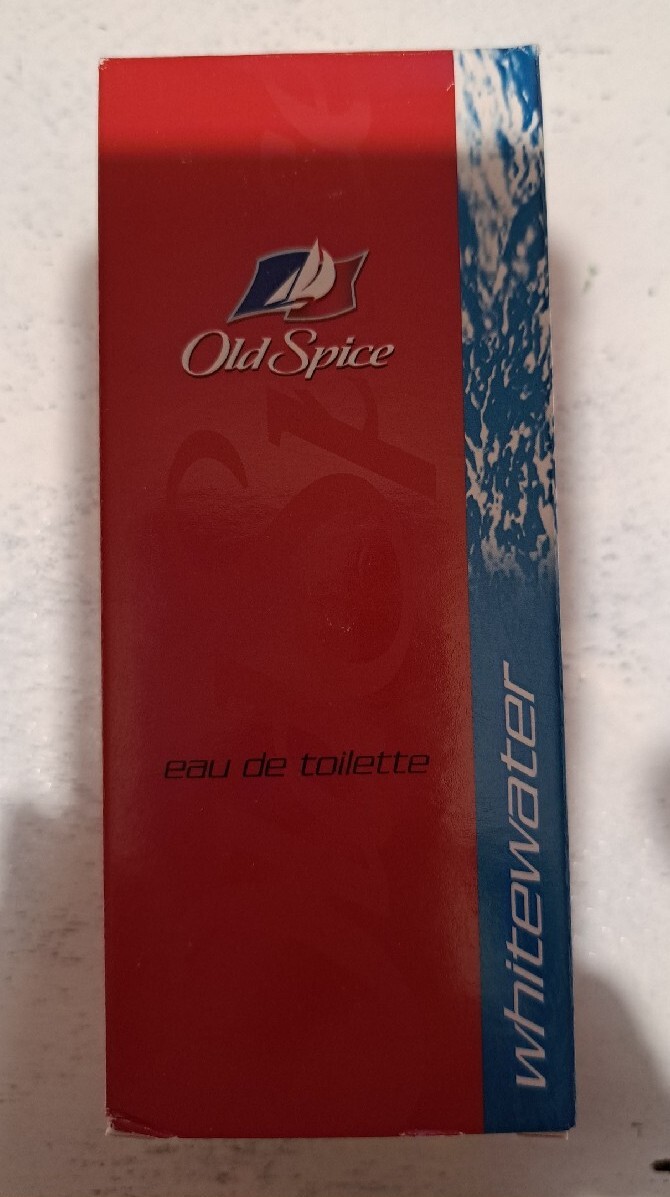 Old Spice
eau de toilette
whitewater